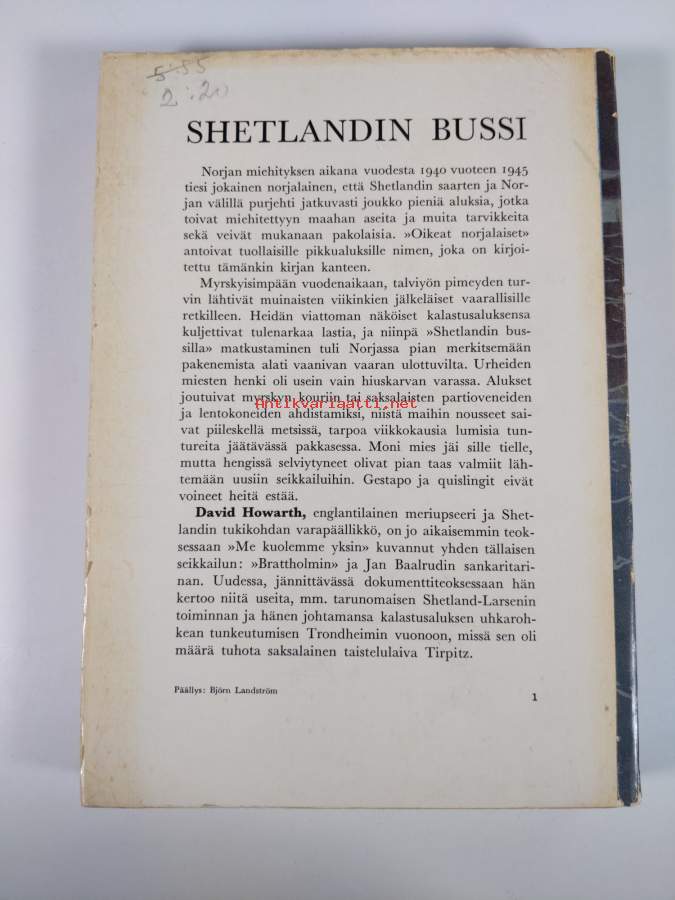 5:55
2:20
SHETLANDIN BUSSI
Norjan miehityksen aikana vuodesta 1940 vuoteen 1945
tiesi jokainen norjalainen, että Shetlandin saarten ja Nor-
jan välillä purjehti jatkuvasti joukko pieniä aluksia, jotka
toivat miehitettyyn maahan aseita ja muita tarvikkeita
sekä veivät mukanaan pakolaisia. »Oikeat norjalaiset»
antoivat tuollaisille pikkualuksille nimen, joka on kirjoi-
tettu tämänkin kirjan kanteen.
Myrskyisimpään vuodenaikaan, talviyön pimeyden tur-
vin lähtivät muinaisten viikinkien jälkeläiset vaarallisille
retkilleen. Heidän viattoman näköiset kalastusaluksensa
kuljettivat tulenarkaa lastia, ja niinpä »Shetlandin bus-
silla» matkustaminen tuli Norjassa pian merkitsemään
pakenemista alati vaanivan vaaran ulottuvilta. Urheiden
miesten henki oli usein vain hiuskarvan varassa. Alukset
joutuivat myrskyn kouriin tai saksalaisten partioveneiden
ja lentokoneiden ahdistamiksi, niistä maihin nousseet sai-
vat piileskellä metsissä, tarpoa viikkokausia lumisia tun-
tureita jäätävässä pakkasessa. Moni mies jäi sille tielle,
mutta hengissä selviytyneet olivat pian taas valmiit läh-
temään uusiin seikkailuihin. Gestapo ja quislingit eivät
voineet heitä estää.
David Howarth, englantilainen meriupseeri ja Shet-
landin tukikohdan varapäällikkö, on jo aikaisemmin teok-
sessaan »Me kuolemme yksin» kuvannut yhden tällaisen
seikkailun: »Brattholmin» ja Jan Baalrudin sankaritari-
nan. Uudessa, jännittävässä dokumenttiteoksessaan hän
kertoo niitä useita, mm. tarunomaisen Shetland-Larsenin
toiminnan ja hänen johtamansa kalastusaluksen uhkaroh-
kean tunkeutumisen Trondheimin vuonoon, missä sen oli
määrä tuhota saksalainen taistelulaiva Tirpitz.
Päällys: Björn Landström
1
antikvariaatti.net